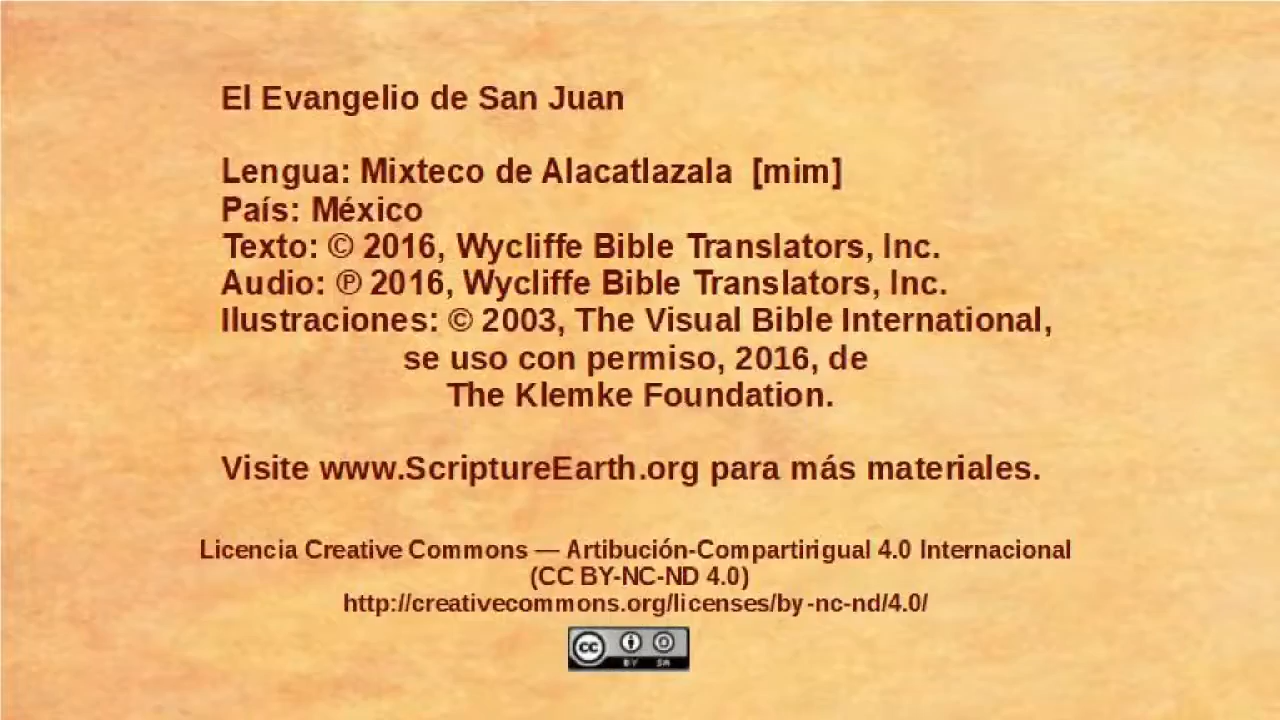 El Evangelio de San Juan
Lengua: Mixteco de Alacatlazala [mim]
País: México
Texto: © 2016, Wycliffe Bible Translators, Inc.
Audio: ℗ 2016, Wycliffe Bible Translators, Inc.
Ilustraciones: © 2003, The Visual Bible International,
se uso con permiso, 2016, de
The Klemke Foundation.
Visite www.ScriptureEarth.org para más materiales.
Licencia Creative Commons — Artibución-Compartirigual 4.0 Internacional
(CC BY-NC-ND 4.0)
http://creativecommons.org/licenses/by-nc-nd/4.0/
cc BY SA